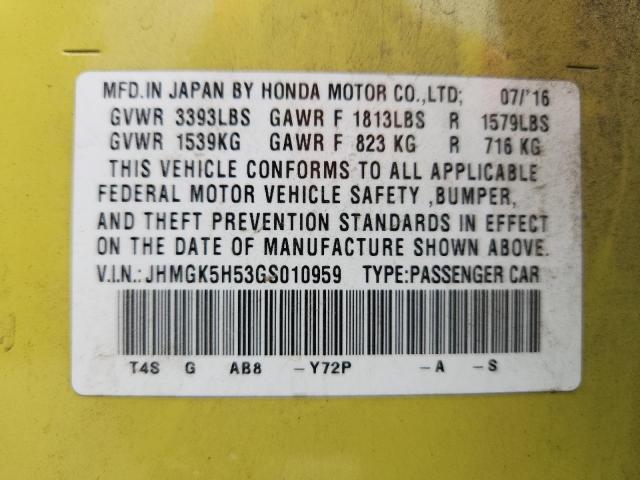 MFD.IN JAPAN BY HONDA MOTOR CO.,LTD; 07/'16
GVWR 3393LBS GAWR F 1813LBS R 1579LBS
GVWR 1539KG GAWR F 823 KG R 716 KG
THIS VEHICLE CONFORMS TO ALL APPLICABLE
FEDERAL MOTOR VEHICLE SAFETY ,BUMPER,
AND THEFT PREVENTION STANDARDS IN EFFECT
ON THE DATE OF MANUFACTURE SHOWN ABOVE.
V.I.N.:JHMGK5H53GS010959 TYPE:PASSENGER CAR
T4S G AB8 -Y72P -A -S